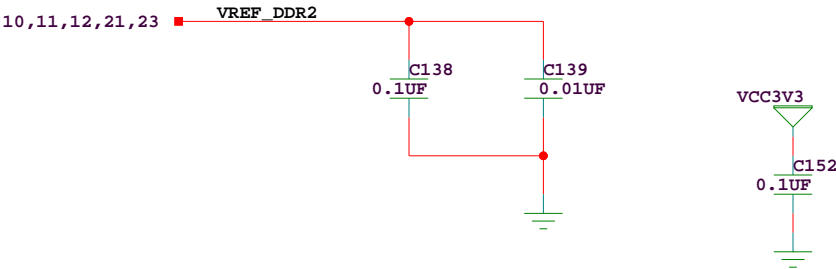 10,11,12,21,23
VREF_DDR2
C138
0.1UF
C139
0.01UF
VCC3V3
C152
0.1UF